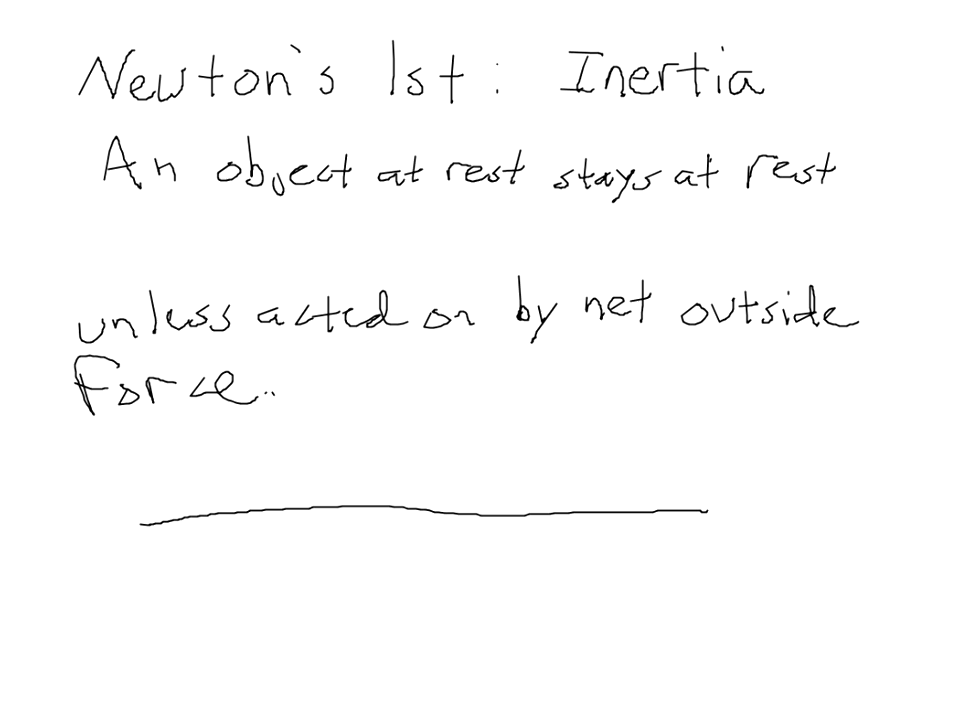 Newton's 1st: Inertia
An object at rest stays at rest
unless acted on by net outside
Force..